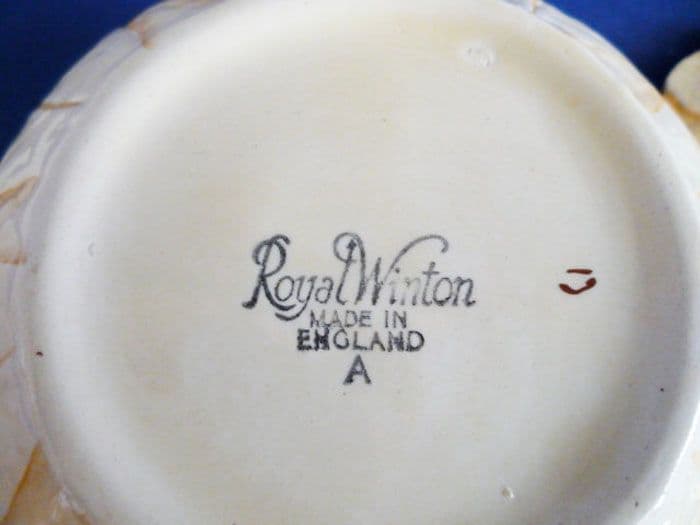 Royal Winton
MADE IN
ENGLAND
A